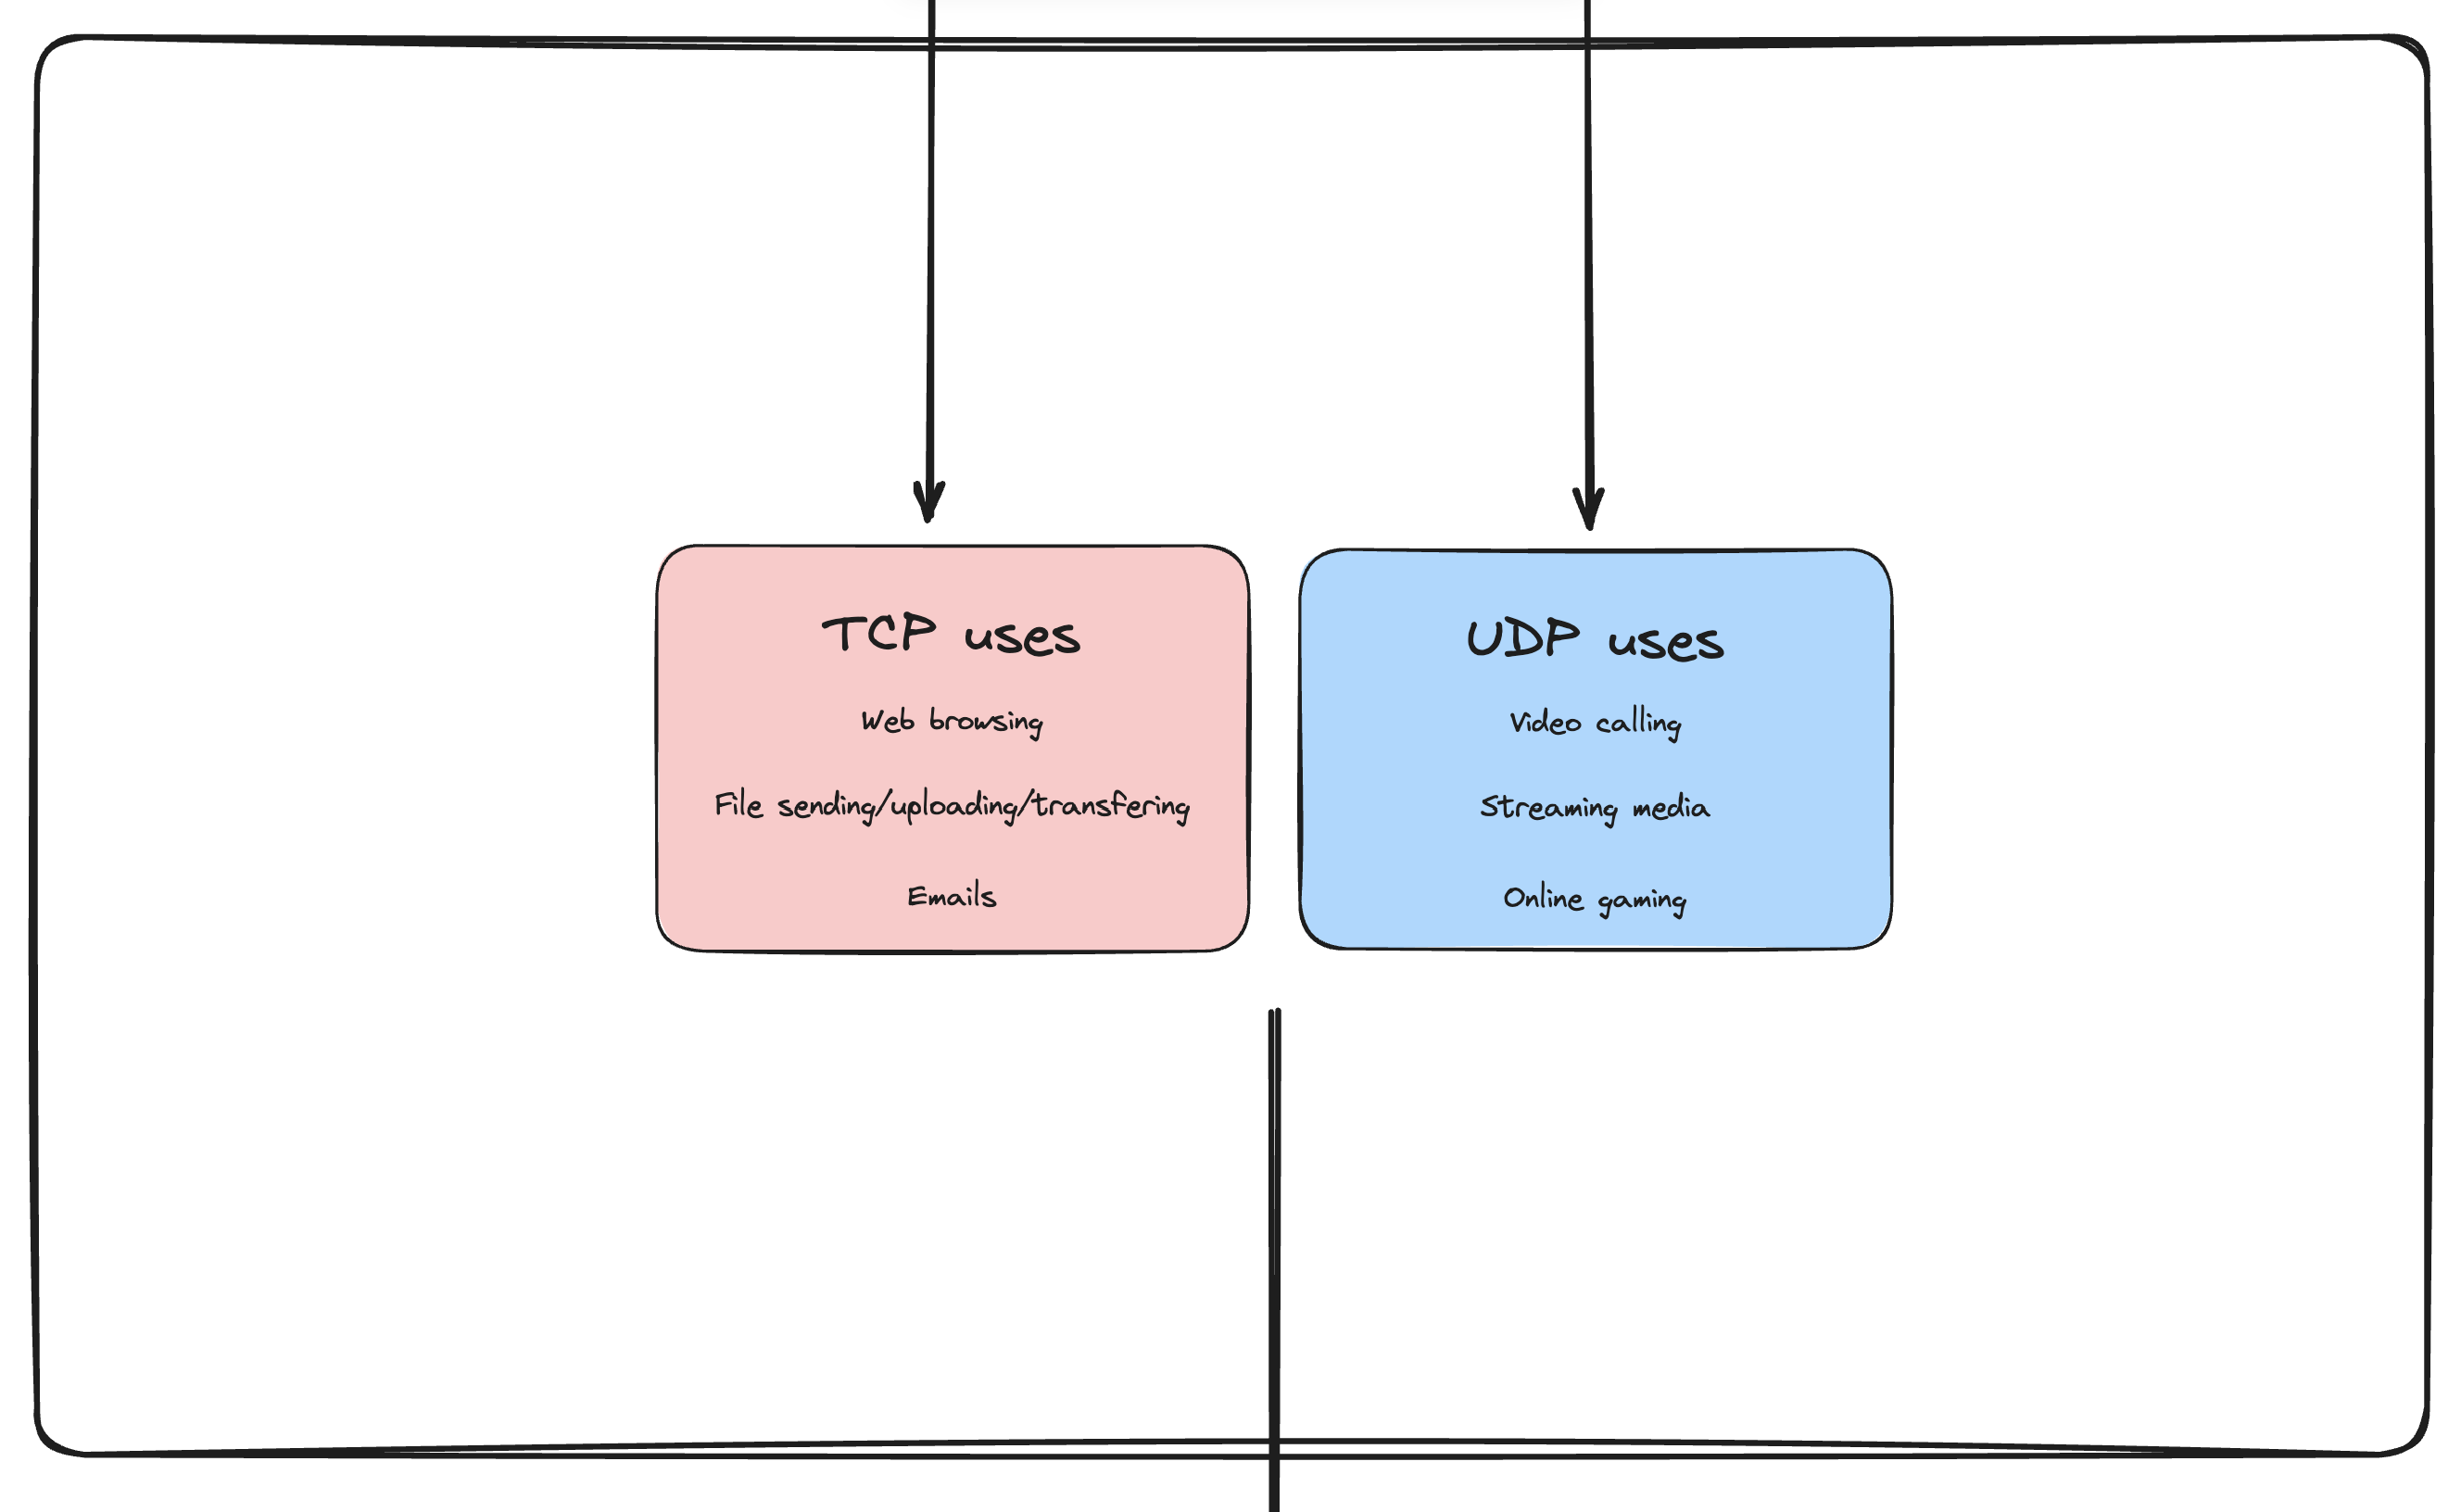 TCP uses
Web browsing
File sending/uploading/transfering
Emails
UDP uses
Video calling
Streaming media
Online gaming